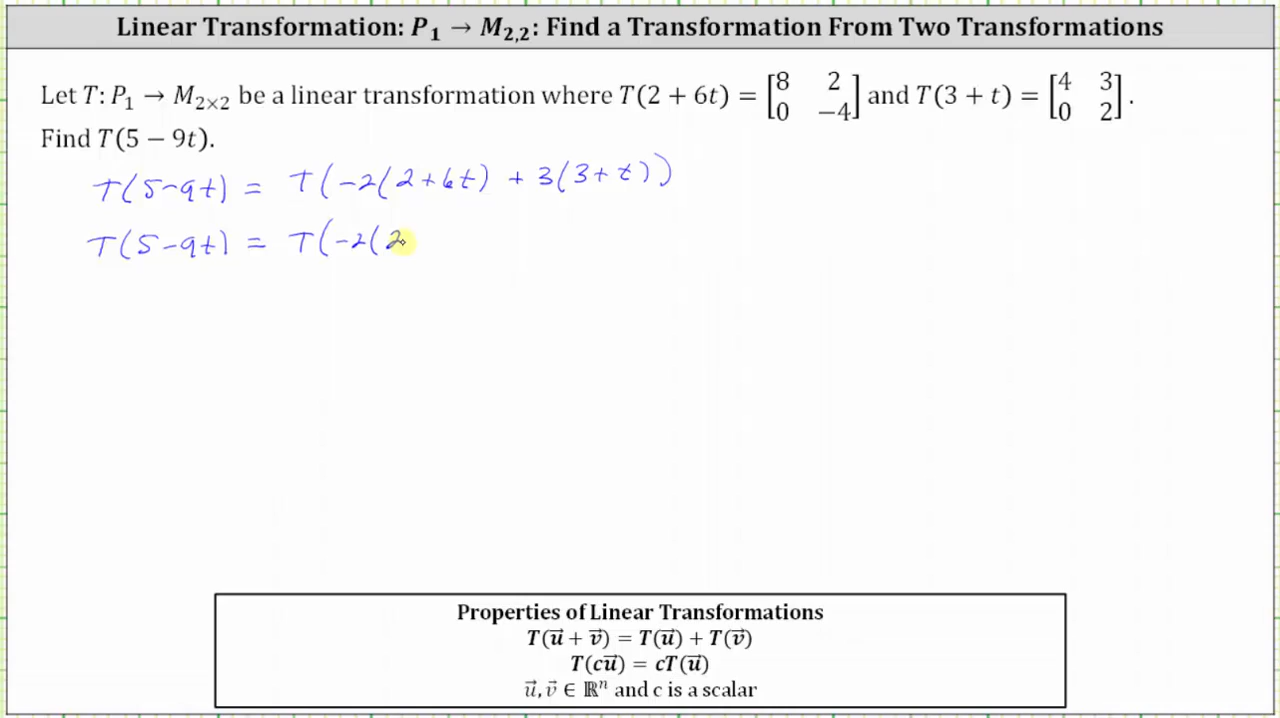 Linear Transformation: P₁ → M₂,₂: Find a Transformation From Two Transformations
Let T: P₁ → M₂ₓ₂ be a linear transformation where T(2 + 6t) = [8 2; 0 −4] and T(3 + t) = [4 3; 0 2].
Find T(5 − 9t).
T(5-9t) = T(-2(2+6t) + 3(3+t))
T(5-9t) = T(-2(2
Properties of Linear Transformations
T(u⃗ + v⃗) = T(u⃗) + T(v⃗)
T(cu⃗) = cT(u⃗)
u⃗, v⃗ ∈ ℝⁿ and c is a scalar